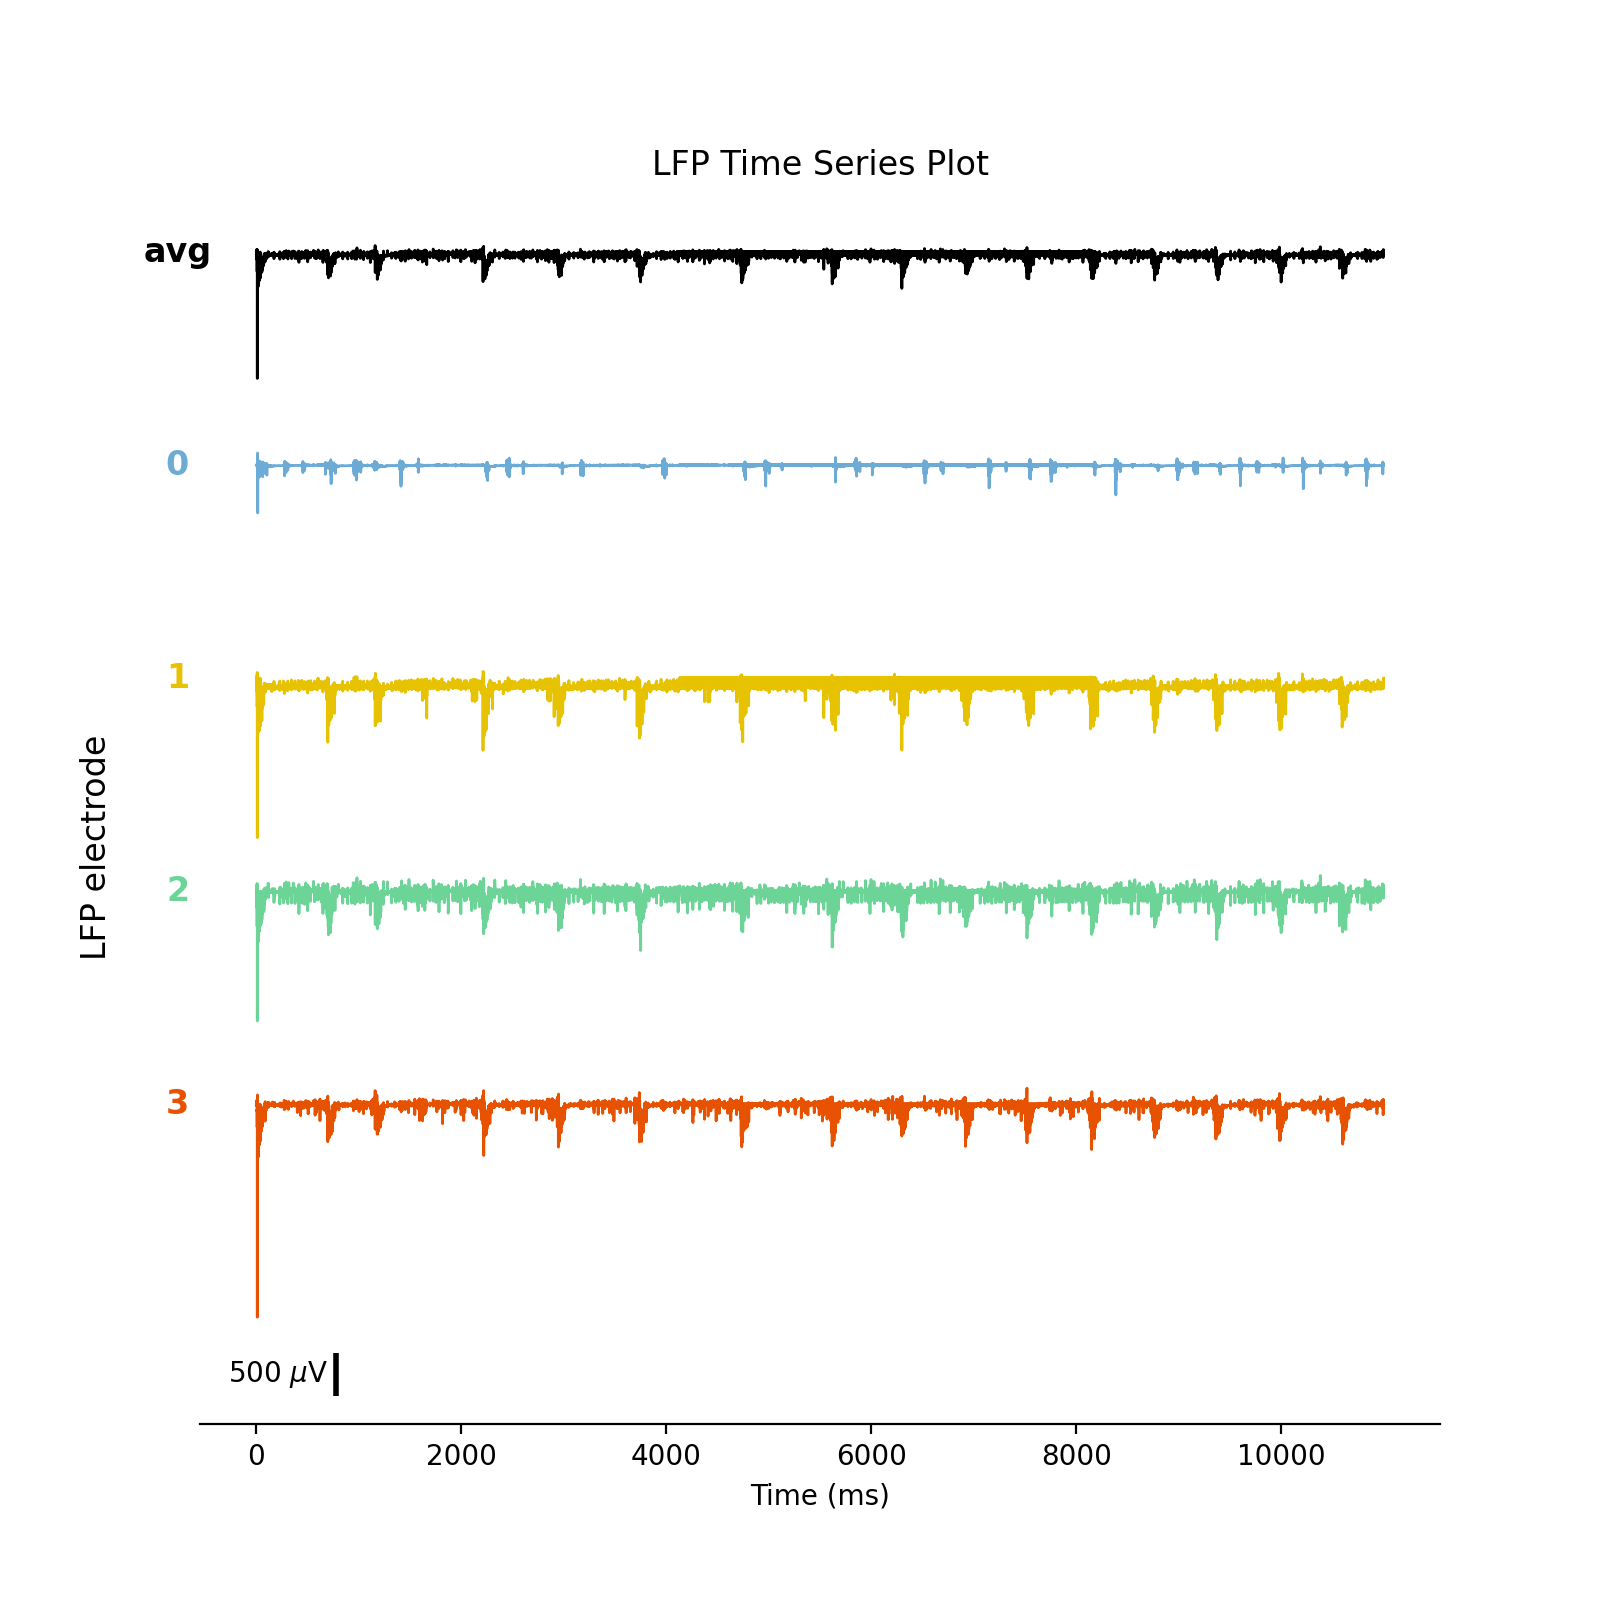 LFP Time Series Plot
avg
0
1
2
3
LFP electrode
500 μV
0 2000 4000 6000 8000 10000
Time (ms)